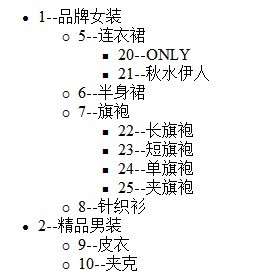 1--品牌女装
5--连衣裙
20--ONLY
21--秋水伊人
6--半身裙
7--旗袍
22--长旗袍
23--短旗袍
24--单旗袍
25--夹旗袍
8--针织衫
2--精品男装
9--皮衣
10--夹克